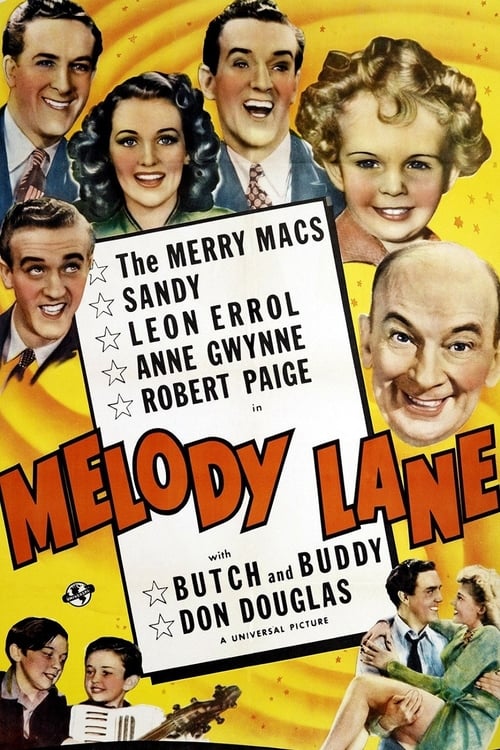 The MERRY MACS
SANDY
LEON ERROL
ANNE GWYNNE
ROBERT PAIGE
in
MELODY LANE
with
BUTCH and BUDDY
DON DOUGLAS
A UNIVERSAL PICTURE